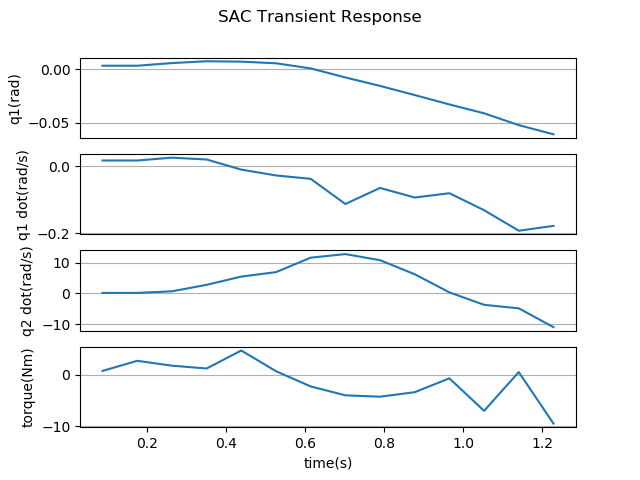 SAC Transient Response
q1(rad)
0.00
−0.05
q1 dot(rad/s)
0.0
−0.2
q2 dot(rad/s)
10
0
−10
torque(Nm)
0
−10
0.2 0.4 0.6 0.8 1.0 1.2
time(s)